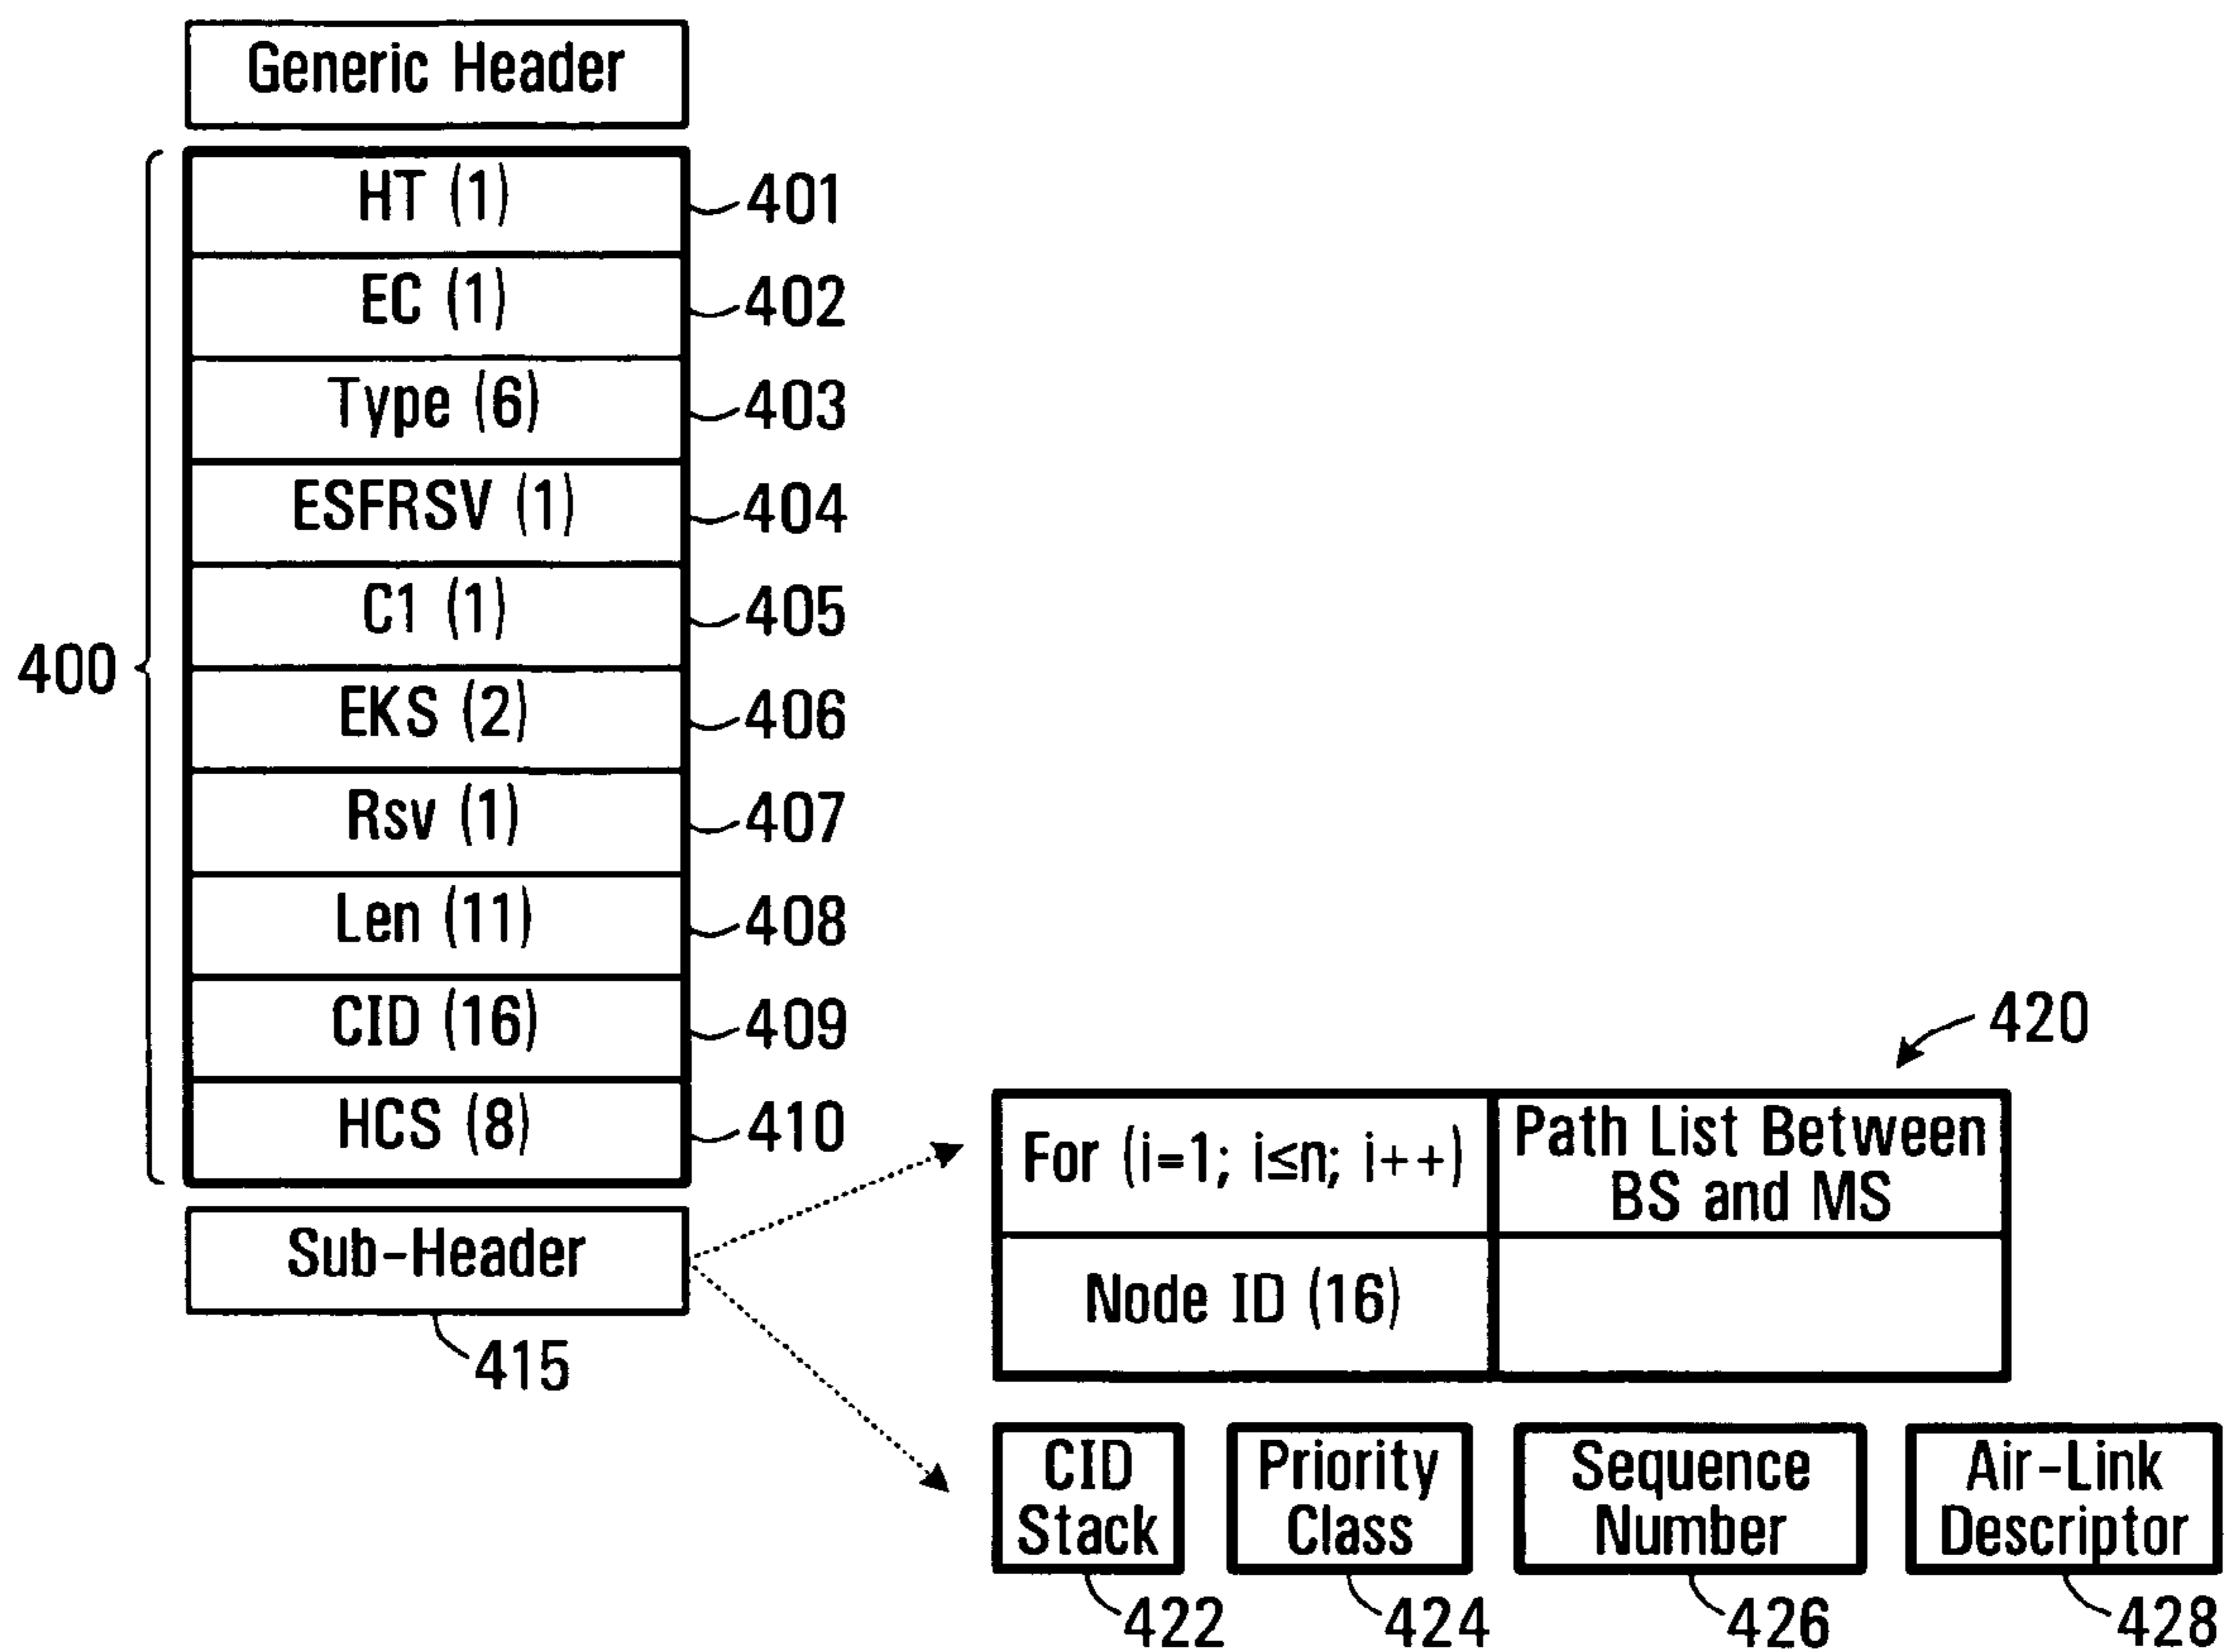 Generic Header
HT (1)
401
EC (1)
402
Type (6)
403
ESFRSV (1)
404
C1 (1)
405
400
EKS (2)
406
Rsv (1)
407
Len (11)
408
CID (16)
409
HCS (8)
410
Sub-Header
415
420
For (i=1; i≤n; i++)
Path List Between
BS and MS
Node ID (16)
CID
Stack
422
Priority
Class
424
Sequence
Number
426
Air-Link
Descriptor
428